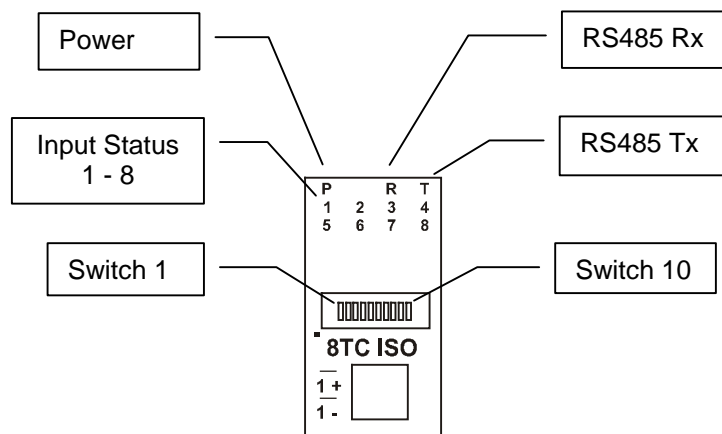 Power
RS485 Rx
Input Status
1 - 8
RS485 Tx
P R T
1 2 3 4
5 6 7 8
Switch 1
Switch 10
8TC ISO
1 +
1 -